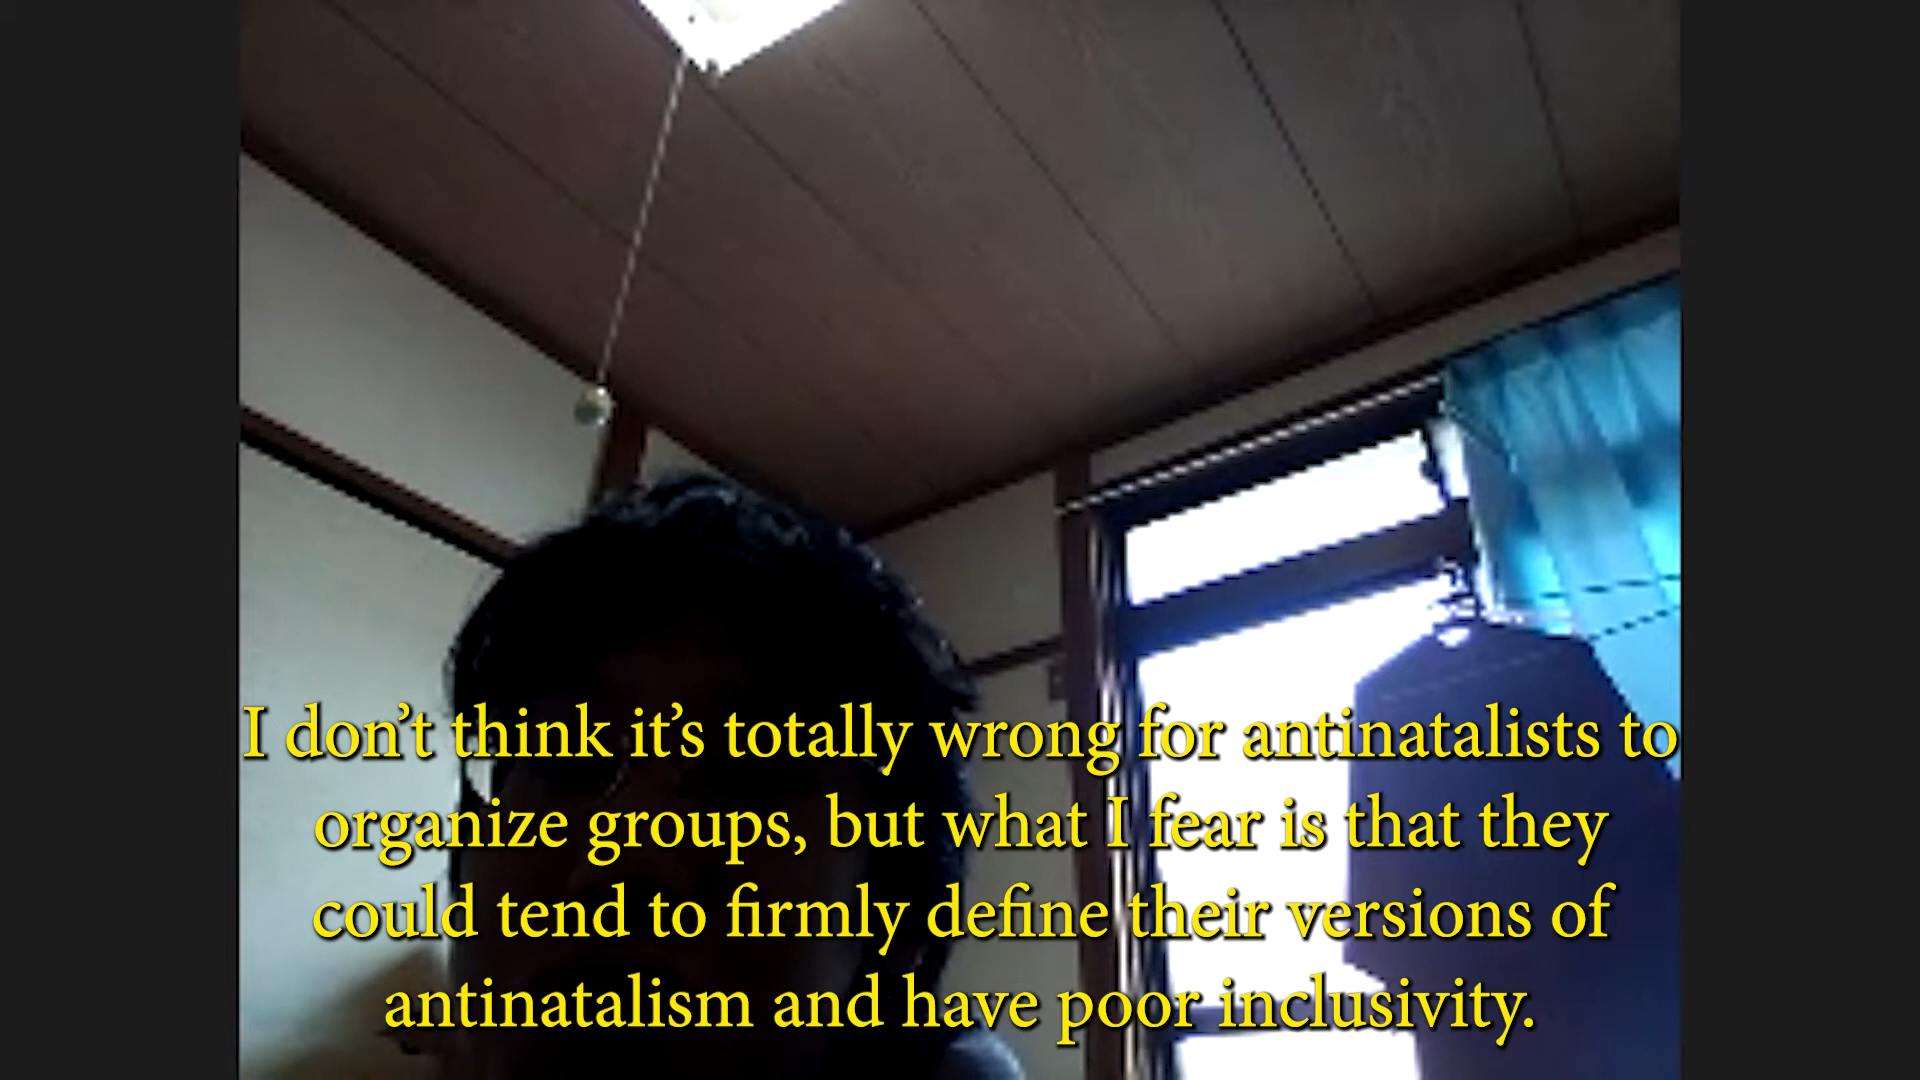 I don’t think it’s totally wrong for antinatalists to
organize groups, but what I fear is that they
could tend to firmly define their versions of
antinatalism and have poor inclusivity.